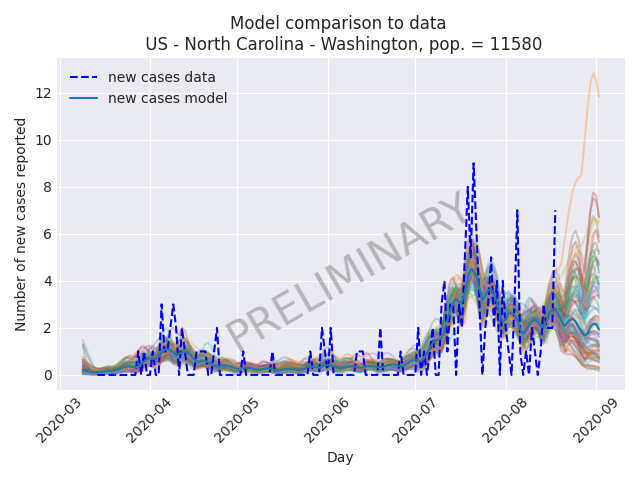 Model comparison to data
US - North Carolina - Washington, pop. = 11580
new cases data
new cases model
PRELIMINARY
Number of new cases reported
12
10
8
6
4
2
0
2020-03
2020-04
2020-05
2020-06
2020-07
2020-08
2020-09
Day